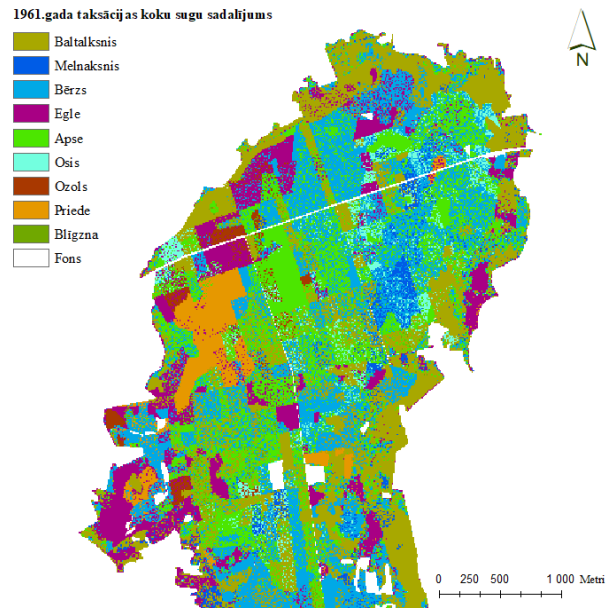 1961.gada taksācijas koku sugu sadalījums
Baltalksnis
Melnaksnis
Bērzs
Egle
Apse
Osis
Ozols
Priede
Blīgzna
Fons
N
0 250 500 1 000 Metri